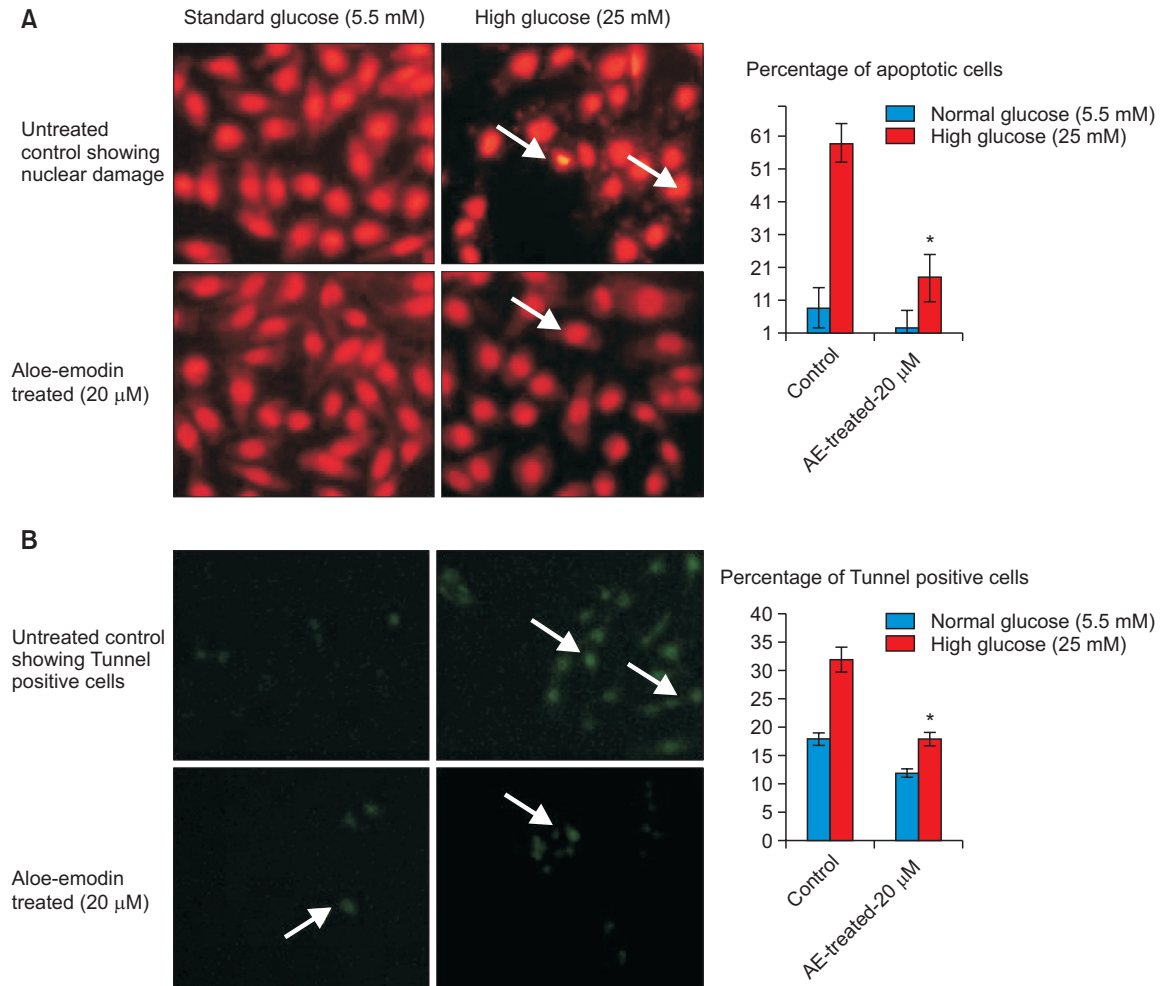 A
Standard glucose (5.5 mM)
High glucose (25 mM)
Untreated
control showing
nuclear damage
Aloe-emodin
treated (20 μM)
Percentage of apoptotic cells
Normal glucose (5.5 mM)
High glucose (25 mM)
61
51
41
31
21
11
1
*
Control
AE-treated-20 μM
B
Untreated control
showing Tunnel
positive cells
Aloe-emodin
treated (20 μM)
Percentage of Tunnel positive cells
Normal glucose (5.5 mM)
High glucose (25 mM)
40
35
30
25
20
15
10
5
0
*
Control
AE-treated-20 μM